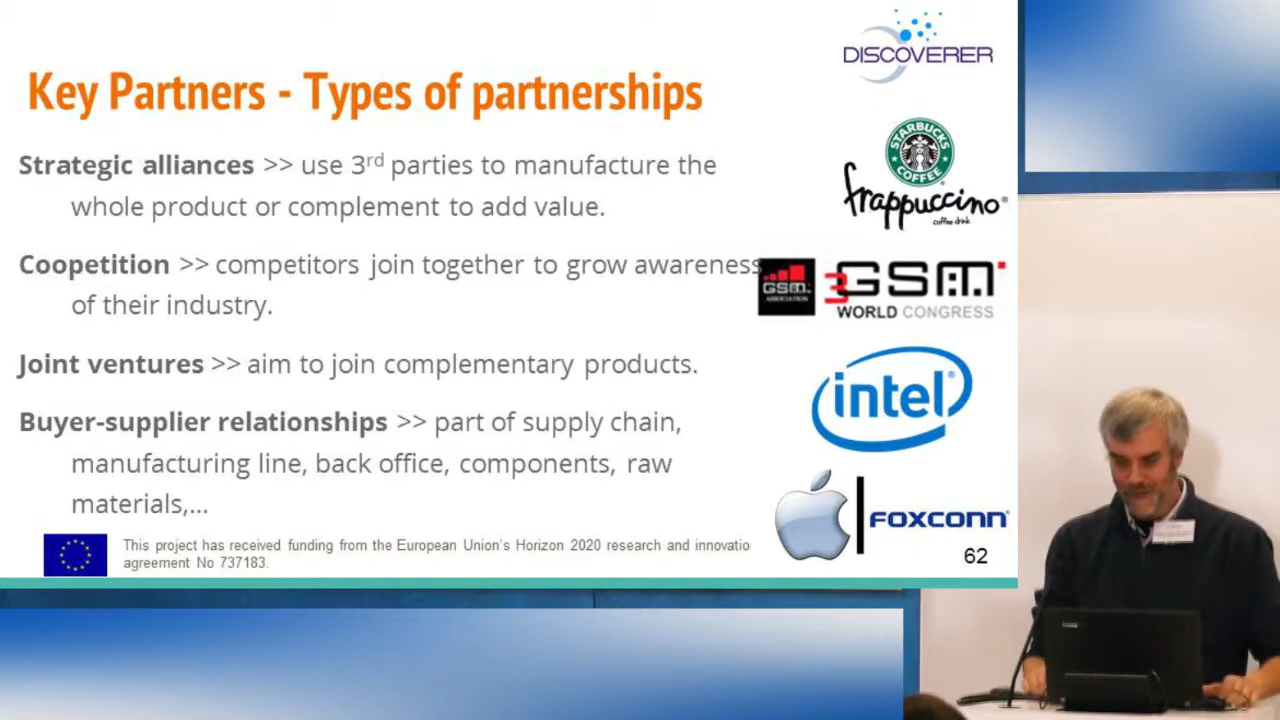 DISCOVERER
Key Partners - Types of partnerships
Strategic alliances >> use 3rd parties to manufacture the
whole product or complement to add value.
STARBUCKS
COFFEE
frappuccino®
coffee drink
Coopetition >> competitors join together to grow awareness
of their industry.
GSM
ASSOCIATION
3GSM
WORLD CONGRESS
Joint ventures >> aim to join complementary products.
intel®
Buyer-supplier relationships >> part of supply chain,
manufacturing line, back office, components, raw
materials,...
FOXCONN®
This project has received funding from the European Union's Horizon 2020 research and innovatio
agreement No 737183.
62